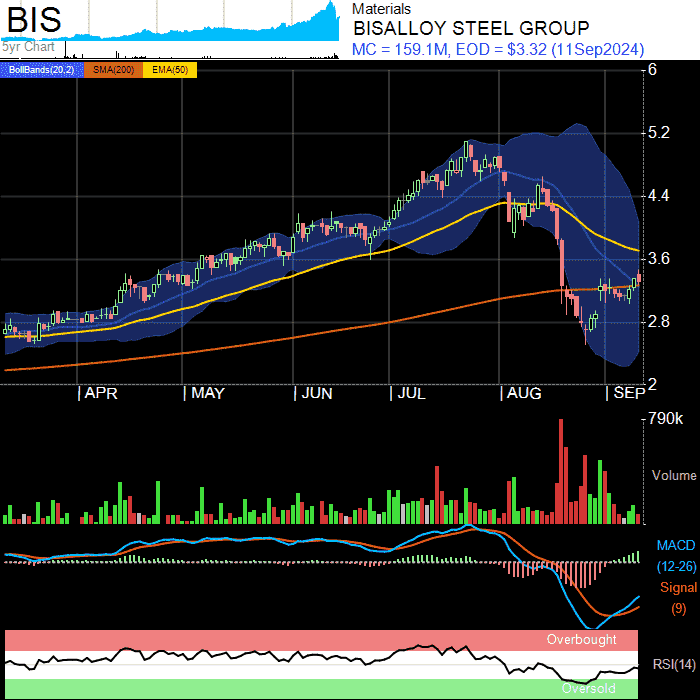 BIS
5yr Chart
Materials
BISALLOY STEEL GROUP
MC = 159.1M, EOD = $3.32 (11Sep2024)
BollBands(20,2) SMA(200) EMA(50)
6
5.2
4.4
3.6
2.8
2
APR MAY JUN JUL AUG SEP
790k
Volume
MACD
(12-26)
Signal
(9)
Overbought
RSI(14)
Oversold